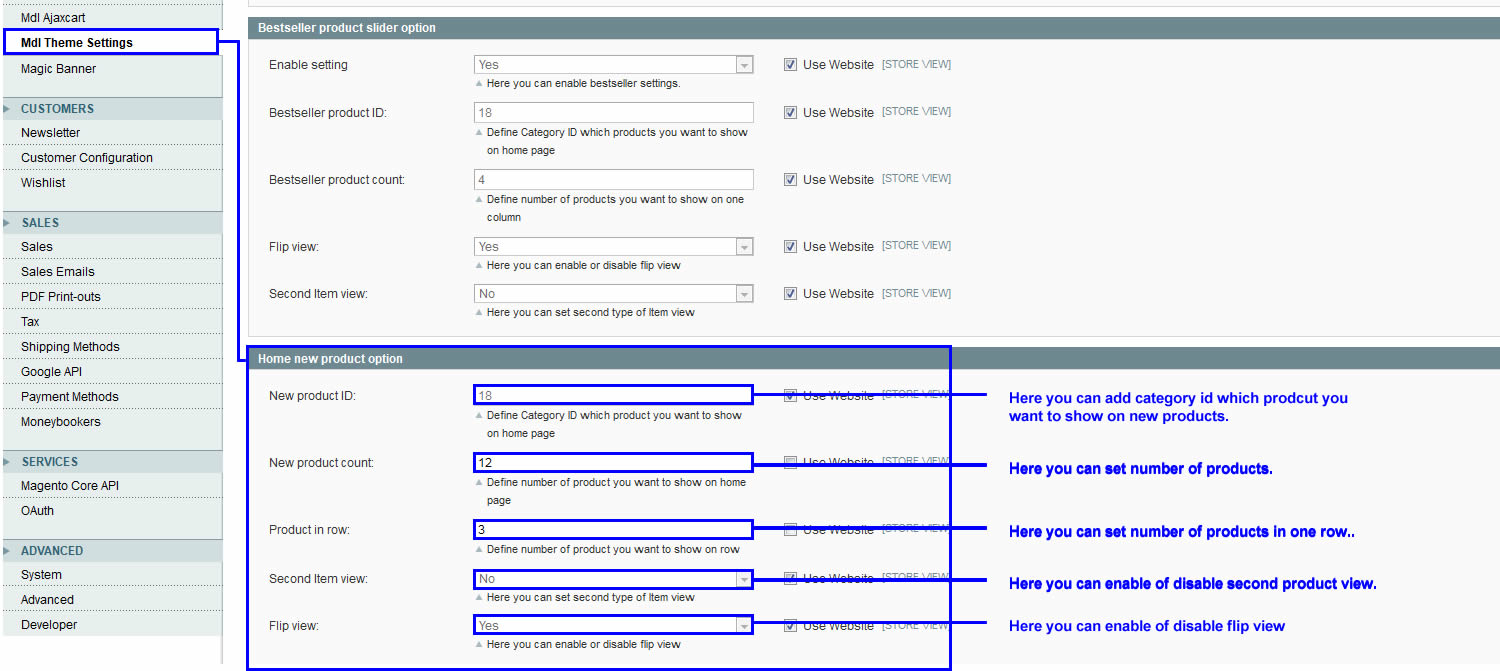 Mdl Ajaxcart
Mdl Theme Settings
Magic Banner
CUSTOMERS
Newsletter
Customer Configuration
Wishlist
SALES
Sales
Sales Emails
PDF Print-outs
Tax
Shipping Methods
Google API
Payment Methods
Moneybookers
SERVICES
Magento Core API
OAuth
ADVANCED
System
Advanced
Developer
Bestseller product slider option
Enable setting Yes Use Website [STORE VIEW]
Here you can enable bestseller settings.
Bestseller product ID: 18 Use Website [STORE VIEW]
Define Category ID which products you want to show
on home page
Bestseller product count: 4 Use Website [STORE VIEW]
Define number of products you want to show on one
column
Flip view: Yes Use Website [STORE VIEW]
Here you can enable or disable flip view
Second Item view: No Use Website [STORE VIEW]
Here you can set second type of Item view
Home new product option
New product ID: 18 Use Website [STORE VIEW]
Here you can add category id which prodcut you
want to show on new products.
Define Category ID which product you want to show
on home page
New product count: 12 Use Website [STORE VIEW]
Here you can set number of products.
Define number of product you want to show on home
page
Product in row: 3 Use Website [STORE VIEW]
Here you can set number of products in one row..
Define number of product you want to show on row
Second Item view: No Use Website [STORE VIEW]
Here you can enable of disable second product view.
Here you can set second type of Item view
Flip view: Yes Use Website [STORE VIEW]
Here you can enable of disable flip view
Here you can enable or disable flip view